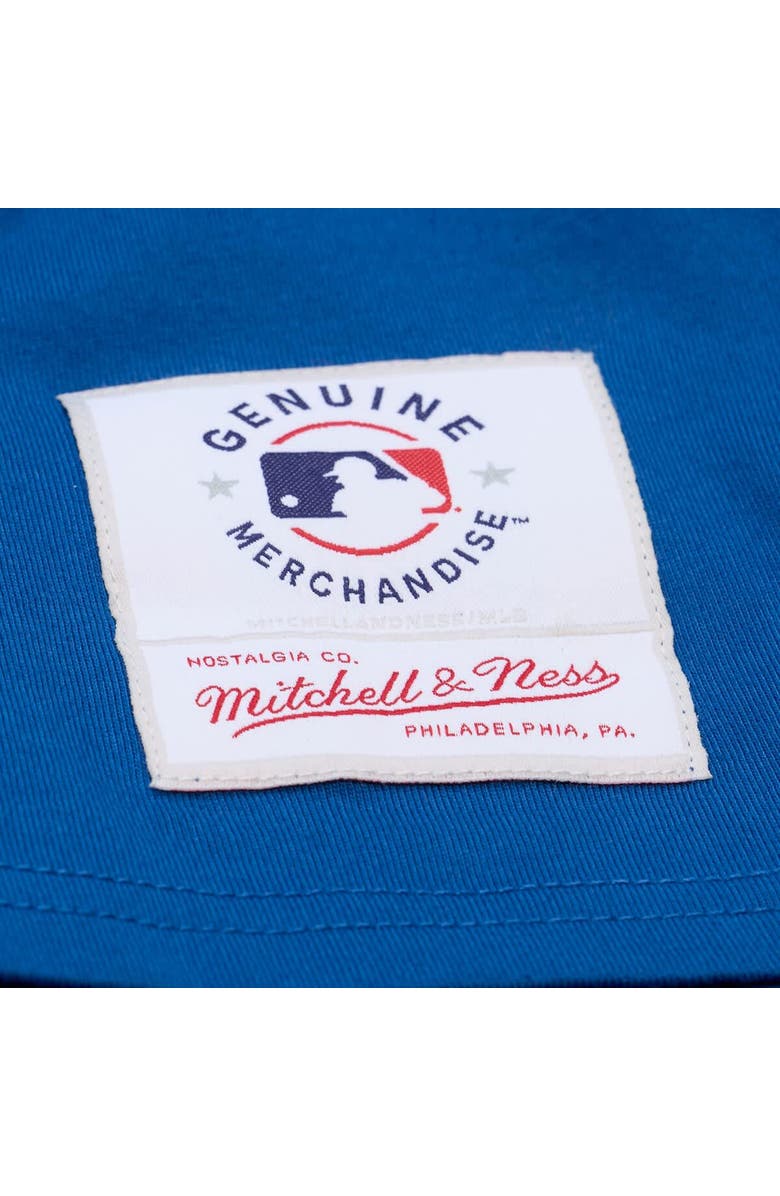 GENUINE
MERCHANDISE™
MITCHELLANDNESS/MLB
NOSTALGIA CO.
Mitchell & Ness
PHILADELPHIA, PA.